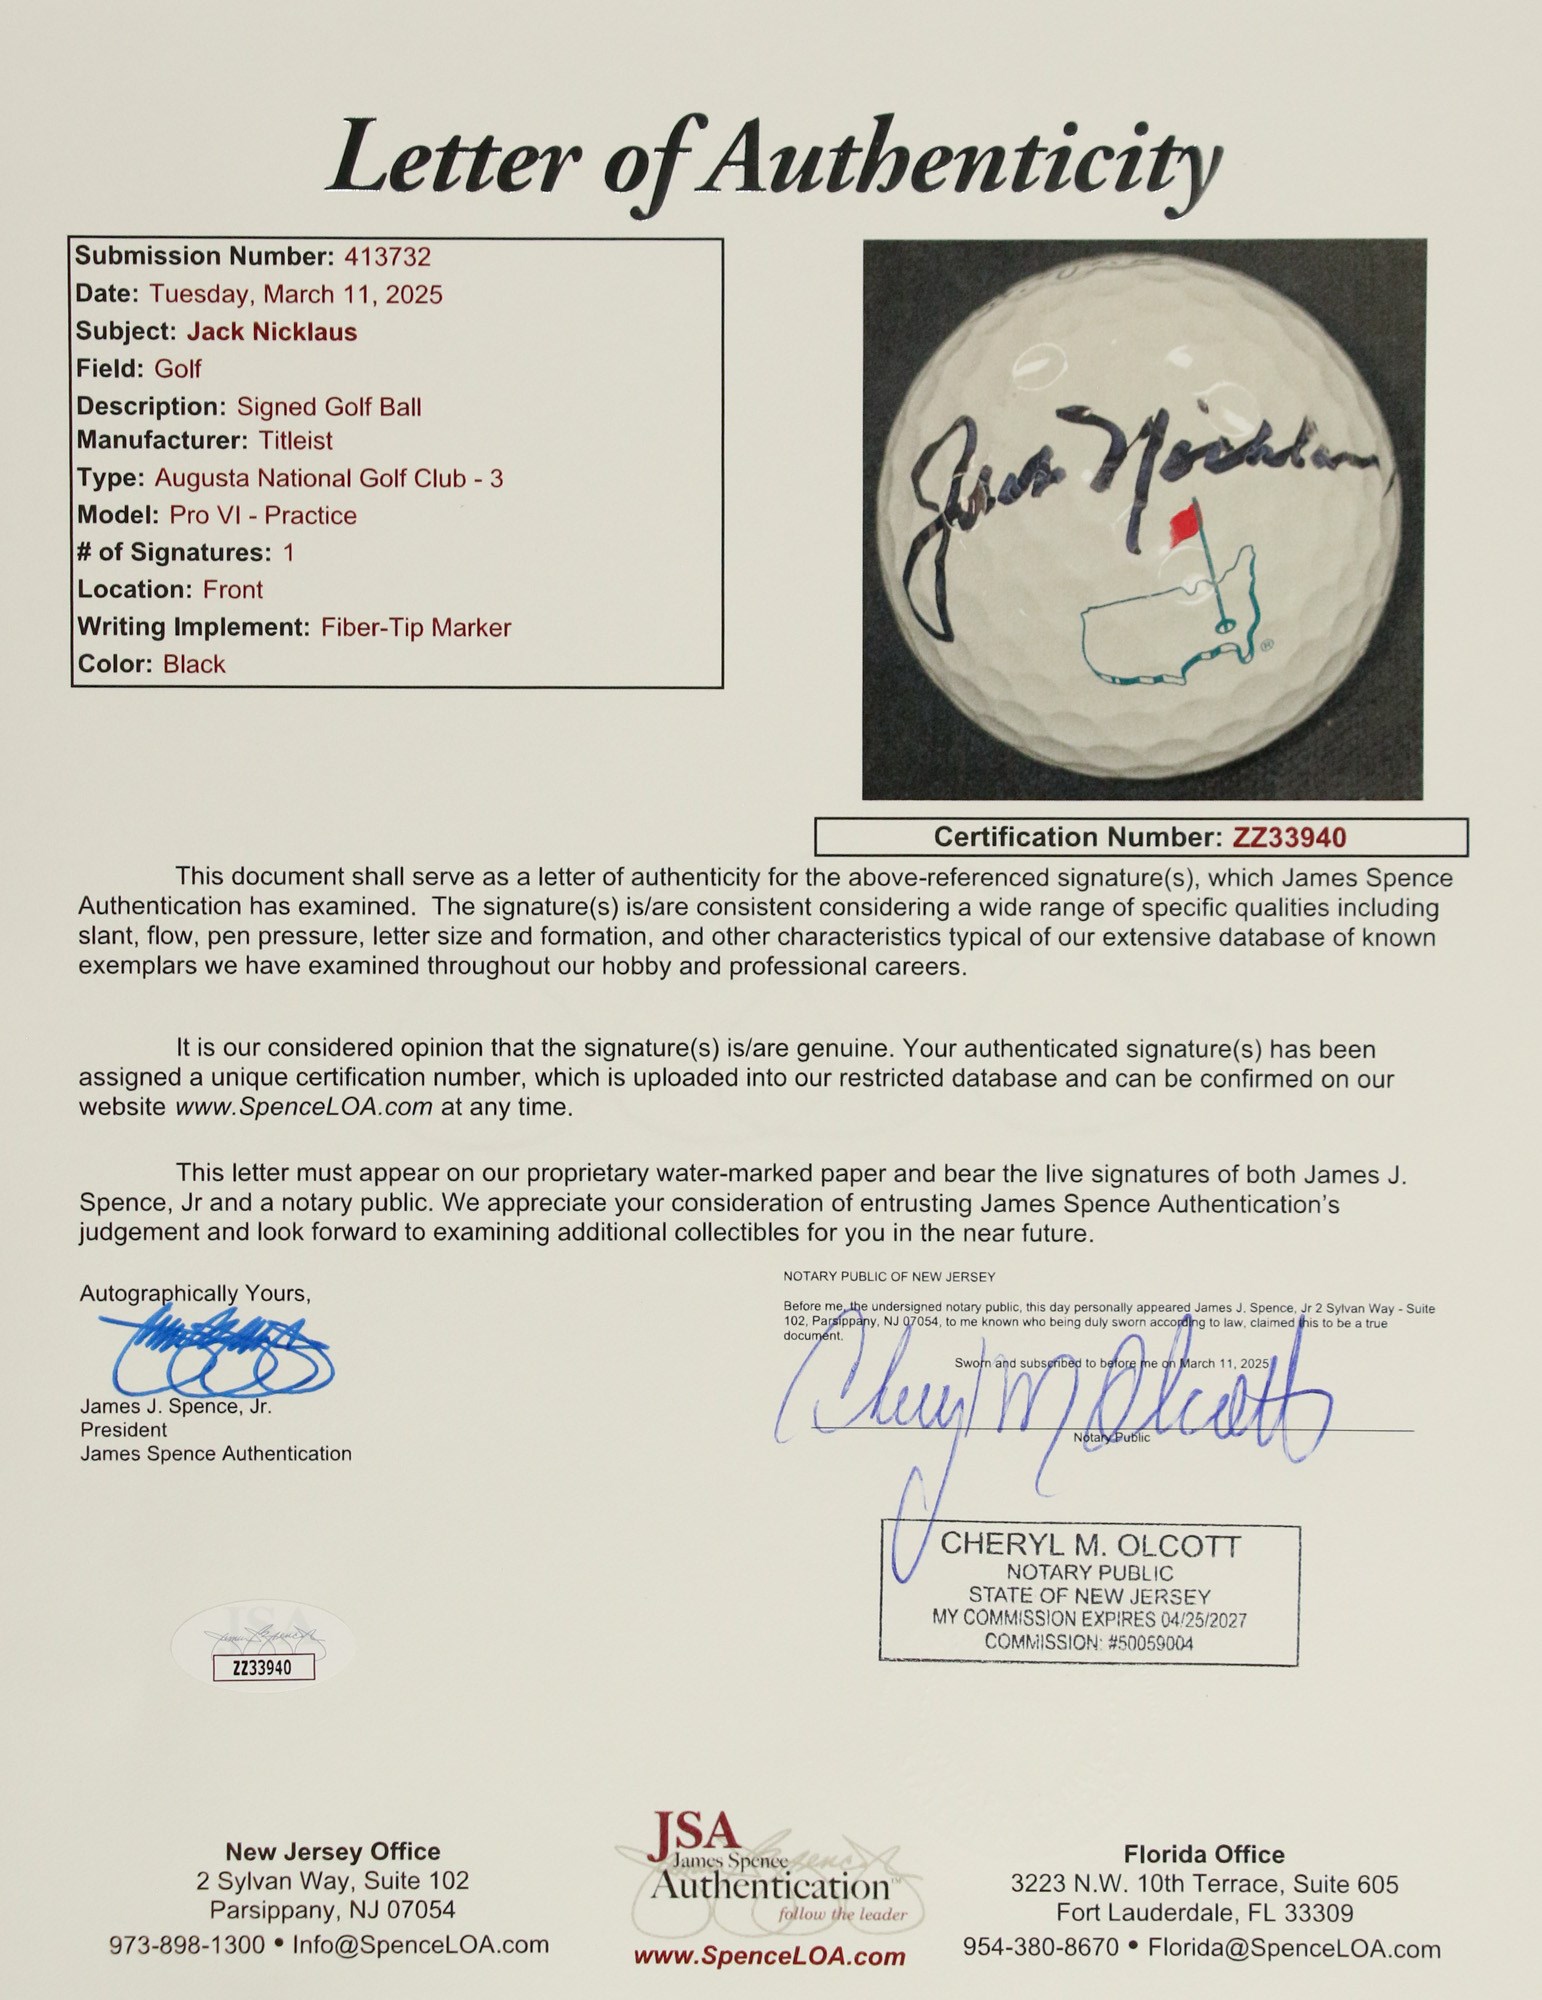 Letter of Authenticity
Submission Number: 413732
Date: Tuesday, March 11, 2025
Subject: Jack Nicklaus
Field: Golf
Description: Signed Golf Ball
Manufacturer: Titleist
Type: Augusta National Golf Club - 3
Model: Pro VI - Practice
# of Signatures: 1
Location: Front
Writing Implement: Fiber-Tip Marker
Color: Black
Jack Nicklaus
®
Certification Number: ZZ33940
This document shall serve as a letter of authenticity for the above-referenced signature(s), which James Spence
Authentication has examined. The signature(s) is/are consistent considering a wide range of specific qualities including
slant, flow, pen pressure, letter size and formation, and other characteristics typical of our extensive database of known
exemplars we have examined throughout our hobby and professional careers.
It is our considered opinion that the signature(s) is/are genuine. Your authenticated signature(s) has been
assigned a unique certification number, which is uploaded into our restricted database and can be confirmed on our
website www.SpenceLOA.com at any time.
This letter must appear on our proprietary water-marked paper and bear the live signatures of both James J.
Spence, Jr and a notary public. We appreciate your consideration of entrusting James Spence Authentication's
judgement and look forward to examining additional collectibles for you in the near future.
Autographically Yours,
James J. Spence, Jr.
President
James Spence Authentication
NOTARY PUBLIC OF NEW JERSEY
Before me, the undersigned notary public, this day personally appeared James J. Spence, Jr 2 Sylvan Way - Suite
102, Parsippany, NJ 07054, to me known who being duly sworn according to law, claimed this to be a true
document.
Sworn and subscribed to before me on March 11, 2025
Cheryl M Olcott
Notary Public
CHERYL M. OLCOTT
NOTARY PUBLIC
STATE OF NEW JERSEY
MY COMMISSION EXPIRES 04/25/2027
COMMISSION: #50059004
JSA
ZZ33940
New Jersey Office
2 Sylvan Way, Suite 102
Parsippany, NJ 07054
973-898-1300 • Info@SpenceLOA.com
JSA
James Spence
Authentication™
follow the leader
www.SpenceLOA.com
Florida Office
3223 N.W. 10th Terrace, Suite 605
Fort Lauderdale, FL 33309
954-380-8670 • Florida@SpenceLOA.com